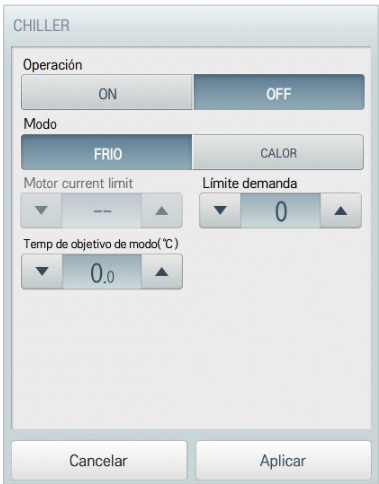 CHILLER
Operación
ON OFF
Modo
FRIO CALOR
Motor current limit Límite demanda
-- 0
Temp de objetivo de modo(℃)
0.0
Cancelar Aplicar